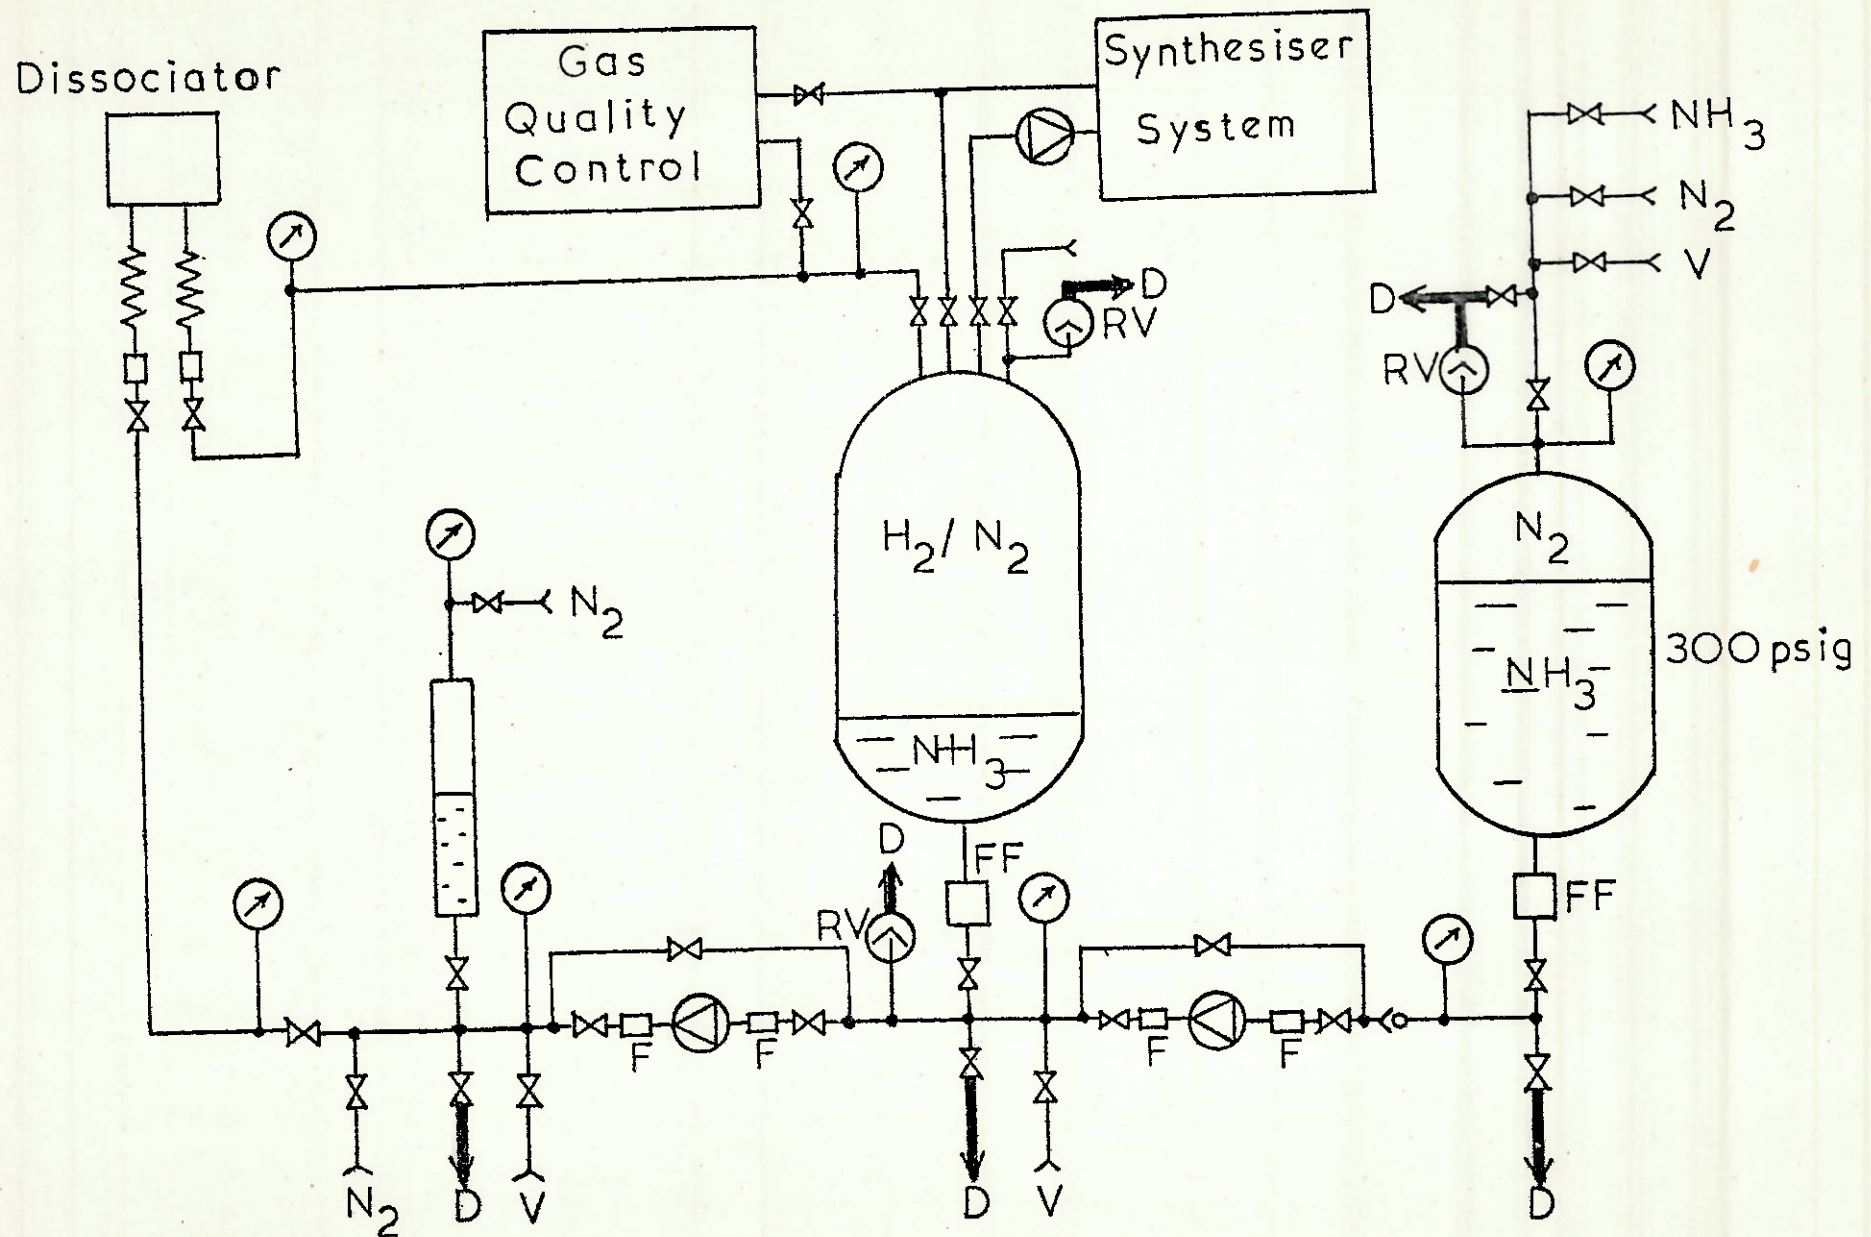 Dissociator
Gas
Quality
Control
Synthesiser
System
NH3
N2
V
D
RV
D
RV
H2/ N2
N2
N2
NH3
300 psig
NH3
D
FF
FF
RV
F
F
F
F
N2
D
V
D
V
D